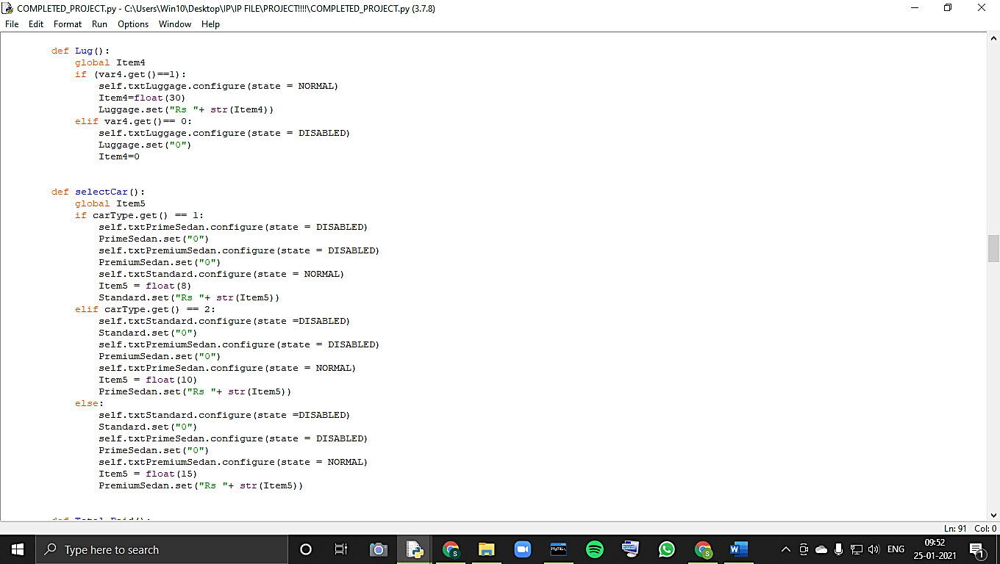 COMPLETED_PROJECT.py - C:\Users\Win10\Desktop\IP\IP FILE\PROJECT!!!!\COMPLETED_PROJECT.py (3.7.8)
File Edit Format Run Options Window Help
def Lug():
global Item4
if (var4.get()==1):
self.txtLuggage.configure(state = NORMAL)
Item4=float(30)
Luggage.set("Rs "+ str(Item4))
elif var4.get()== 0:
self.txtLuggage.configure(state = DISABLED)
Luggage.set("0")
Item4=0
def selectCar():
global Item5
if carType.get() == 1:
self.txtPrimeSedan.configure(state = DISABLED)
PrimeSedan.set("0")
self.txtPremiumSedan.configure(state = DISABLED)
PremiumSedan.set("0")
self.txtStandard.configure(state = NORMAL)
Item5 = float(8)
Standard.set("Rs "+ str(Item5))
elif carType.get() == 2:
self.txtStandard.configure(state =DISABLED)
Standard.set("0")
self.txtPremiumSedan.configure(state = DISABLED)
PremiumSedan.set("0")
self.txtPrimeSedan.configure(state = NORMAL)
Item5 = float(10)
PrimeSedan.set("Rs "+ str(Item5))
else:
self.txtStandard.configure(state =DISABLED)
Standard.set("0")
self.txtPrimeSedan.configure(state = DISABLED)
PrimeSedan.set("0")
self.txtPremiumSedan.configure(state = NORMAL)
Item5 = float(15)
PremiumSedan.set("Rs "+ str(Item5))
Ln: 91 Col: 0
Type here to search
ENG
09:52
25-01-2021